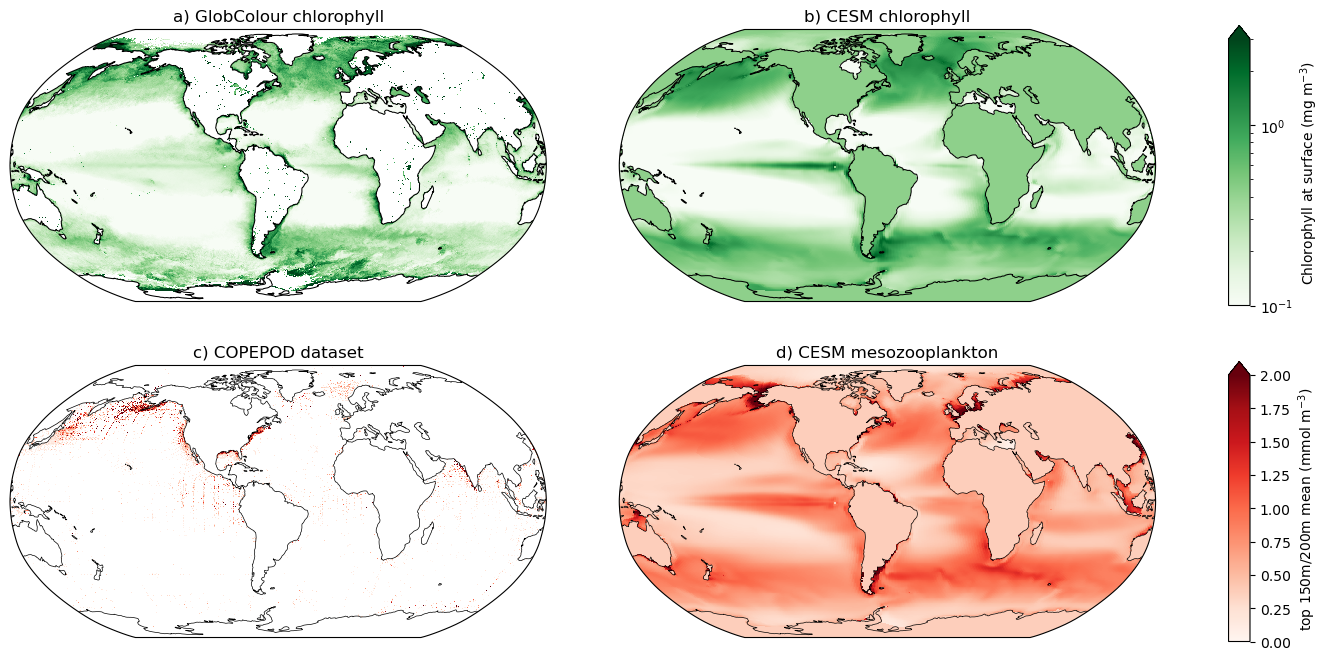 a) GlobColour chlorophyll
b) CESM chlorophyll
10⁰
10⁻¹
Chlorophyll at surface (mg m⁻³)
c) COPEPOD dataset
d) CESM mesozooplankton
2.00
1.75
1.50
1.25
1.00
0.75
0.50
0.25
0.00
top 150m/200m mean (mmol m⁻³)